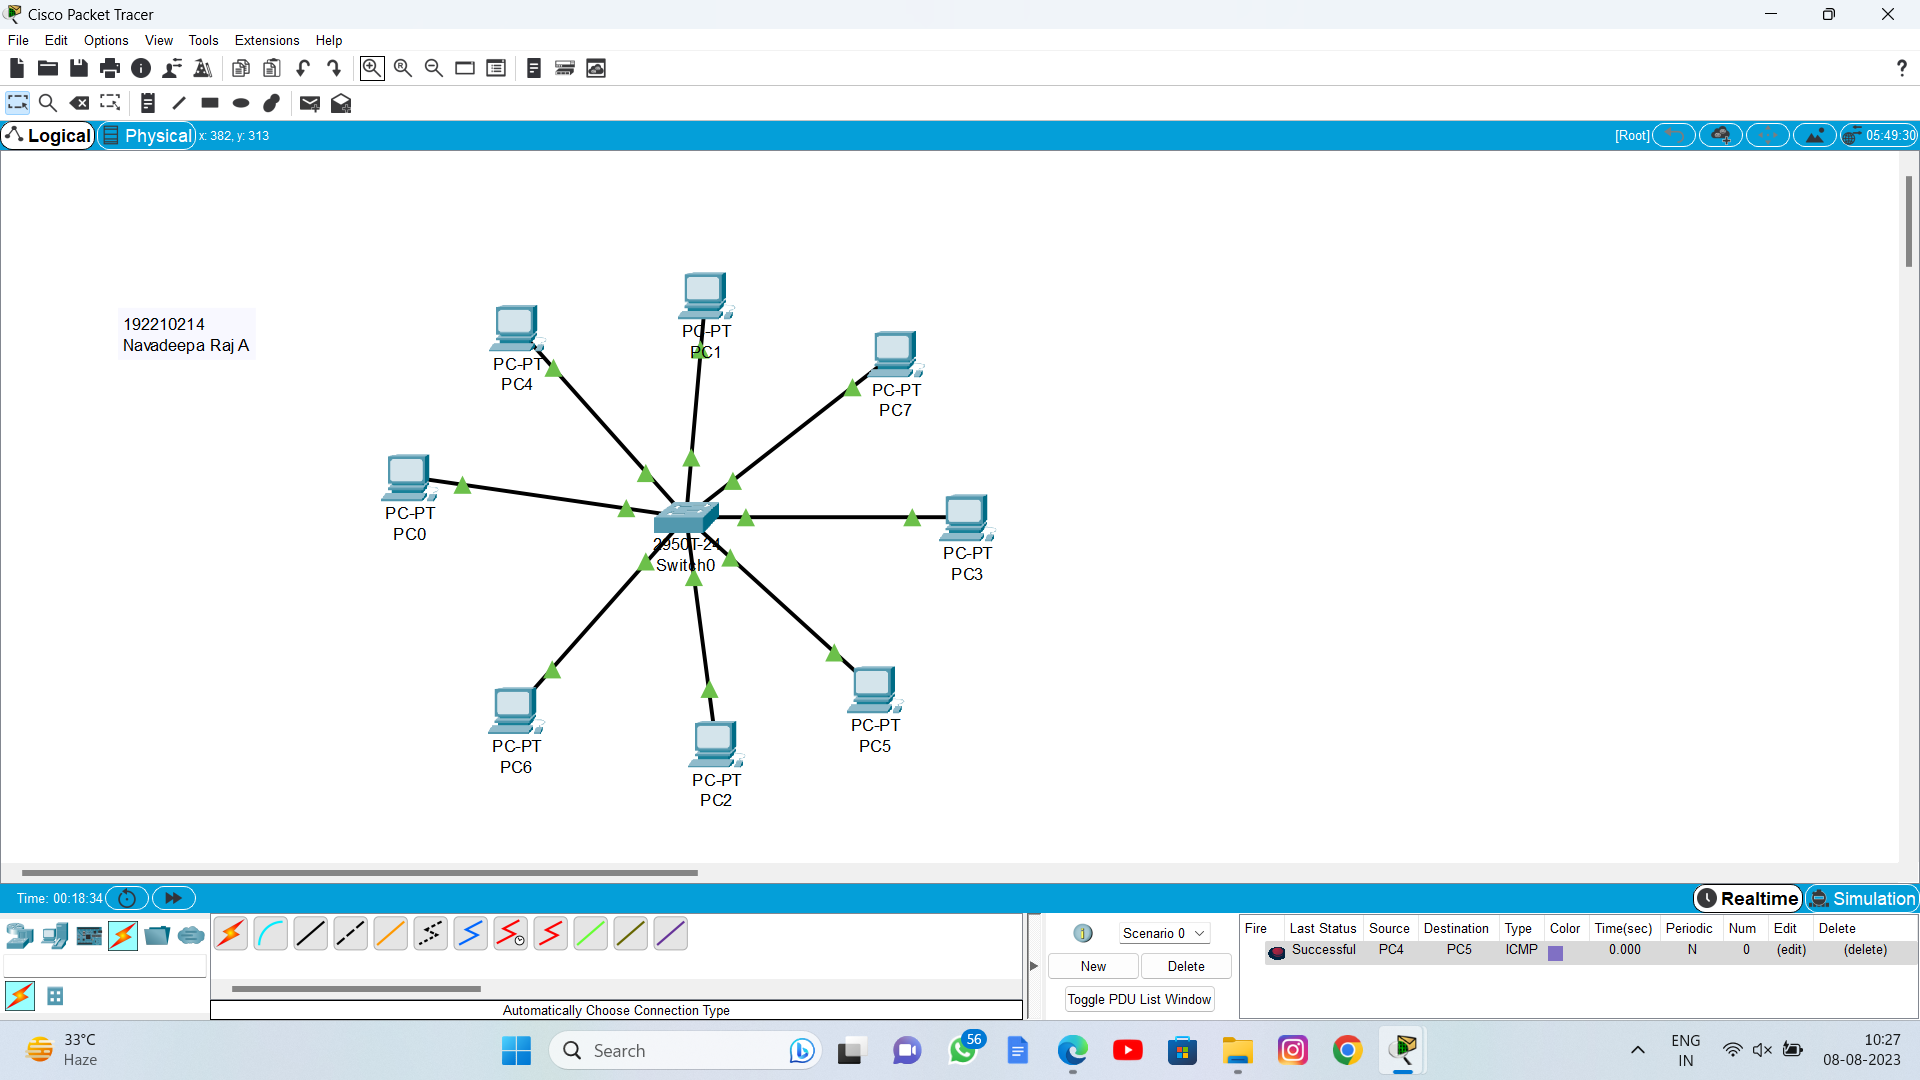 Cisco Packet Tracer
File Edit Options View Tools Extensions Help
Logical Physical x: 382, y: 313 [Root] 05:49:30
192210214
Navadeepa Raj A
PC-PT
PC1
PC-PT
PC4
PC-PT
PC7
PC-PT
PC0
PC-PT
PC3
2950T-24
Switch0
PC-PT
PC5
PC-PT
PC6
PC-PT
PC2
Time: 00:18:34 Realtime Simulation
Scenario 0
New Delete
Toggle PDU List Window
Fire Last Status Source Destination Type Color Time(sec) Periodic Num Edit Delete
Successful PC4 PC5 ICMP 0.000 N 0 (edit) (delete)
Automatically Choose Connection Type
33°C
Haze
Search
56
ENG
IN
10:27
08-08-2023